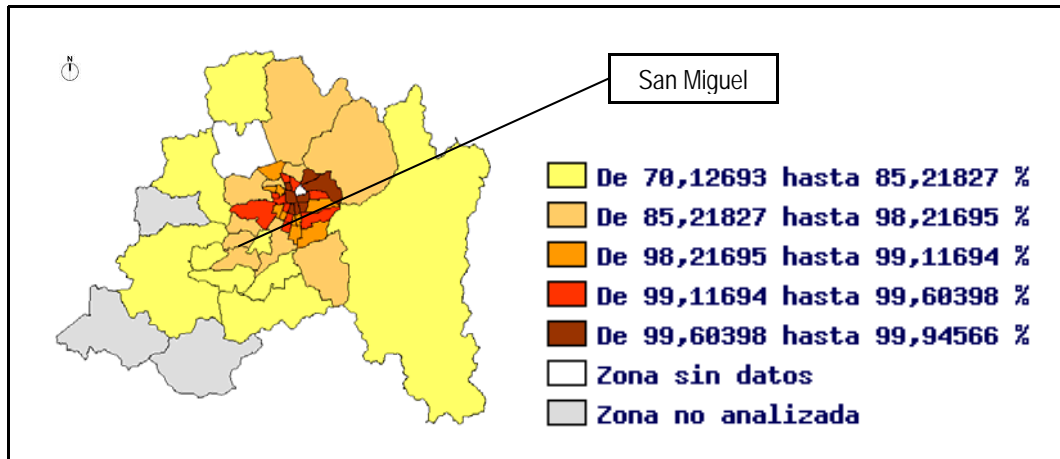 N
San Miguel
De 70,12693 hasta 85,21827 %
De 85,21827 hasta 98,21695 %
De 98,21695 hasta 99,11694 %
De 99,11694 hasta 99,60398 %
De 99,60398 hasta 99,94566 %
Zona sin datos
Zona no analizada